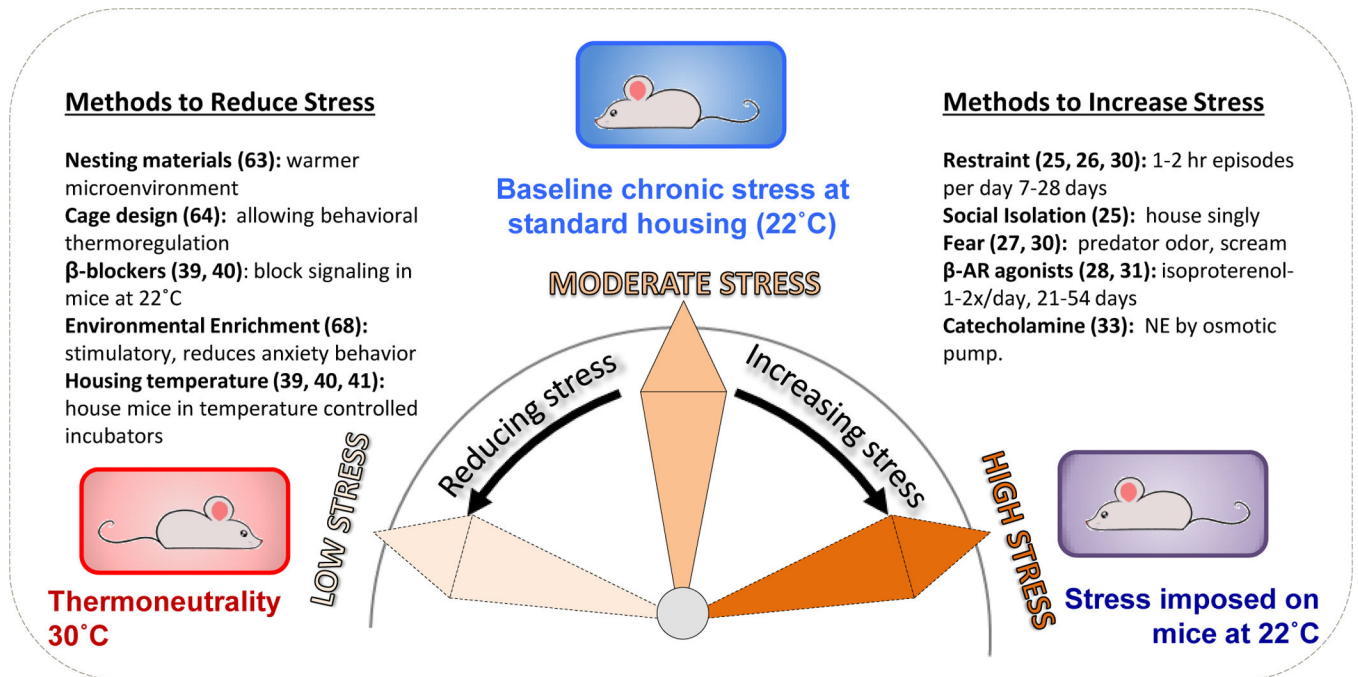 Methods to Reduce Stress
Nesting materials (63): warmer
microenvironment
Cage design (64): allowing behavioral
thermoregulation
β-blockers (39, 40): block signaling in
mice at 22˚C
Environmental Enrichment (68):
stimulatory, reduces anxiety behavior
Housing temperature (39, 40, 41):
house mice in temperature controlled
incubators
Baseline chronic stress at
standard housing (22˚C)
MODERATE STRESS
Methods to Increase Stress
Restraint (25, 26, 30): 1-2 hr episodes
per day 7-28 days
Social Isolation (25): house singly
Fear (27, 30): predator odor, scream
β-AR agonists (28, 31): isoproterenol-
1-2x/day, 21-54 days
Catecholamine (33): NE by osmotic
pump.
Reducing stress
Increasing stress
LOW STRESS
HIGH STRESS
Thermoneutrality
30˚C
Stress imposed on
mice at 22˚C